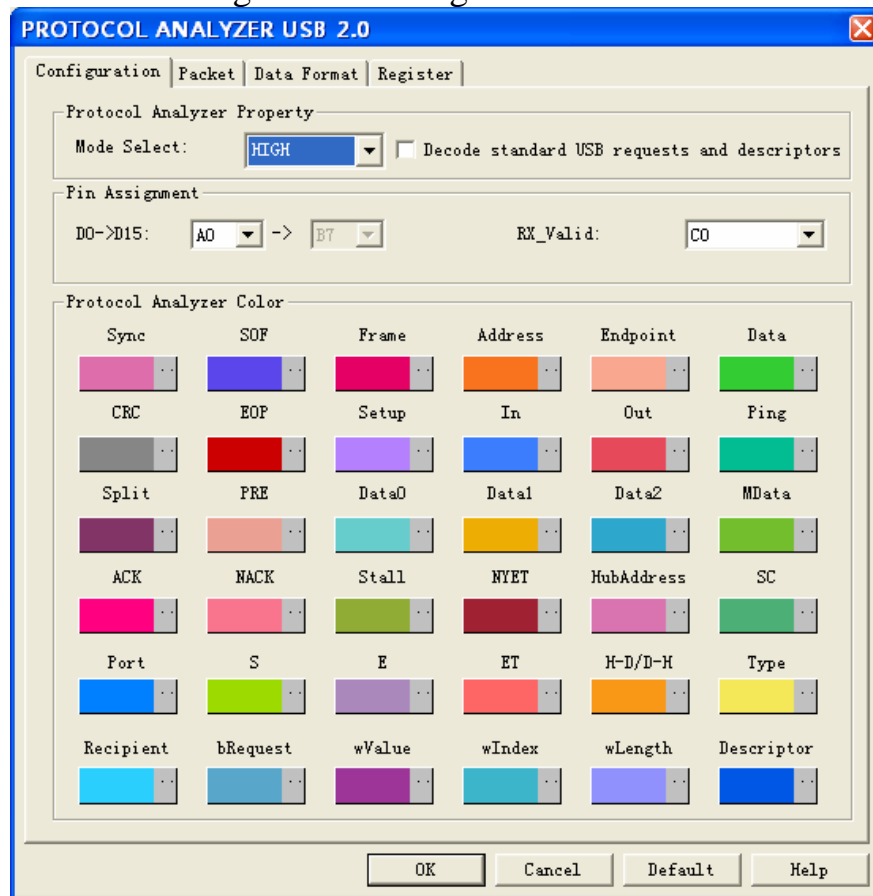 PROTOCOL ANALYZER USB 2.0
Configuration Packet Data Format Register
Protocol Analyzer Property
Mode Select: HIGH Decode standard USB requests and descriptors
Pin Assignment
D0->D15: A0 -> B7 RX_Valid: C0
Protocol Analyzer Color
Sync SOF Frame Address Endpoint Data
CRC EOP Setup In Out Ping
Split PRE Data0 Data1 Data2 MData
ACK NACK Stall NYET HubAddress SC
Port S E ET H-D/D-H Type
Recipient bRequest wValue wIndex wLength Descriptor
OK Cancel Default Help